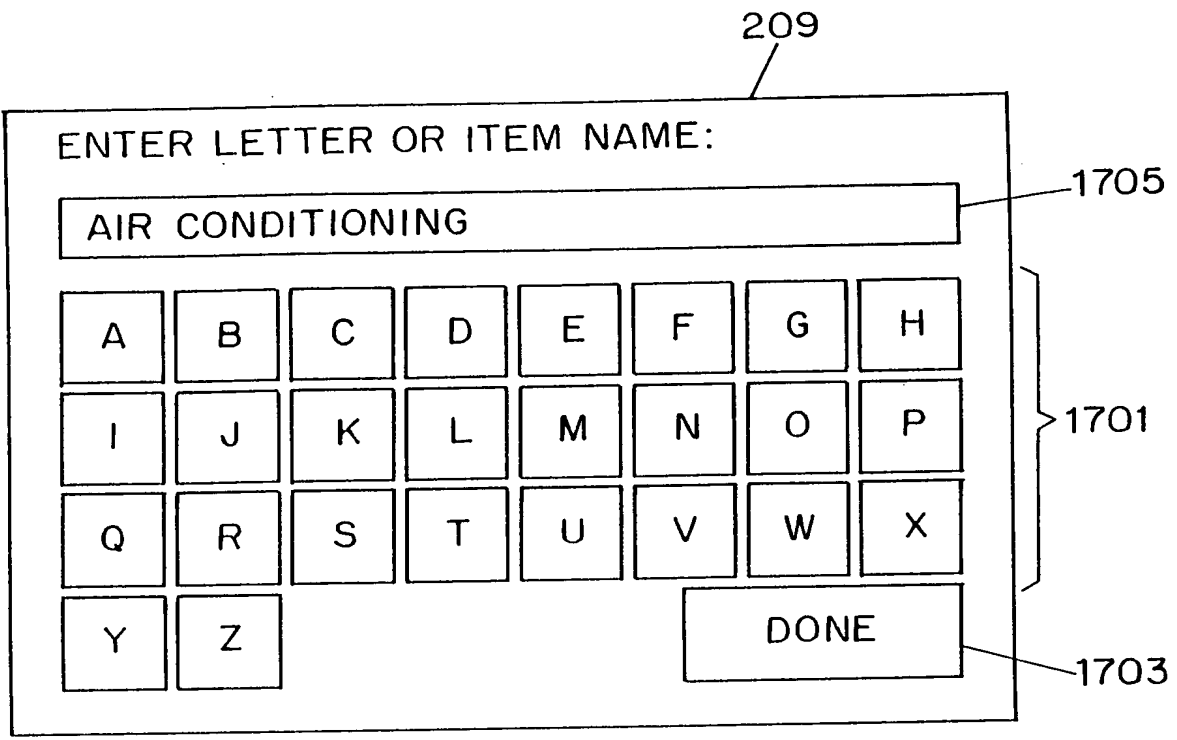 209
ENTER LETTER OR ITEM NAME:
1705
AIR CONDITIONING
A B C D E F G H
I J K L M N O P
1701
Q R S T U V W X
Y Z DONE
1703